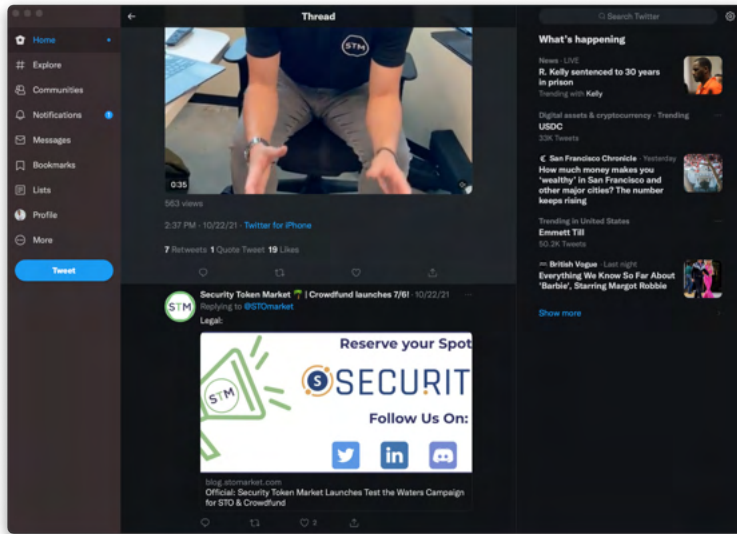 Home
Explore
Communities
Notifications
1
Messages
Bookmarks
Lists
Profile
More
Tweet
Thread
STM
0:35
563 views
2:37 PM · 10/22/21 · Twitter for iPhone
7 Retweets 1 Quote Tweet 19 Likes
STM
Security Token Market 🌴 | Crowdfund launches 7/6! · 10/22/21
Replying to @STOmarket
Legal:
STM
Reserve your Spot
S SECURIT
Follow Us On:
in
blog.stomarket.com
Official: Security Token Market Launches Test the Waters Campaign
for STO & Crowdfund
3
Search Twitter
What's happening
News · LIVE
R. Kelly sentenced to 30 years
in prison
Trending with Kelly
Digital assets & cryptocurrency · Trending
USDC
33K Tweets
San Francisco Chronicle · Yesterday
How much money makes you
'wealthy' in San Francisco and
other major cities? The number
keeps rising
Trending in United States
Emmett Till
50.2K Tweets
British Vogue · Last night
Everything We Know So Far About
'Barbie', Starring Margot Robbie
Show more